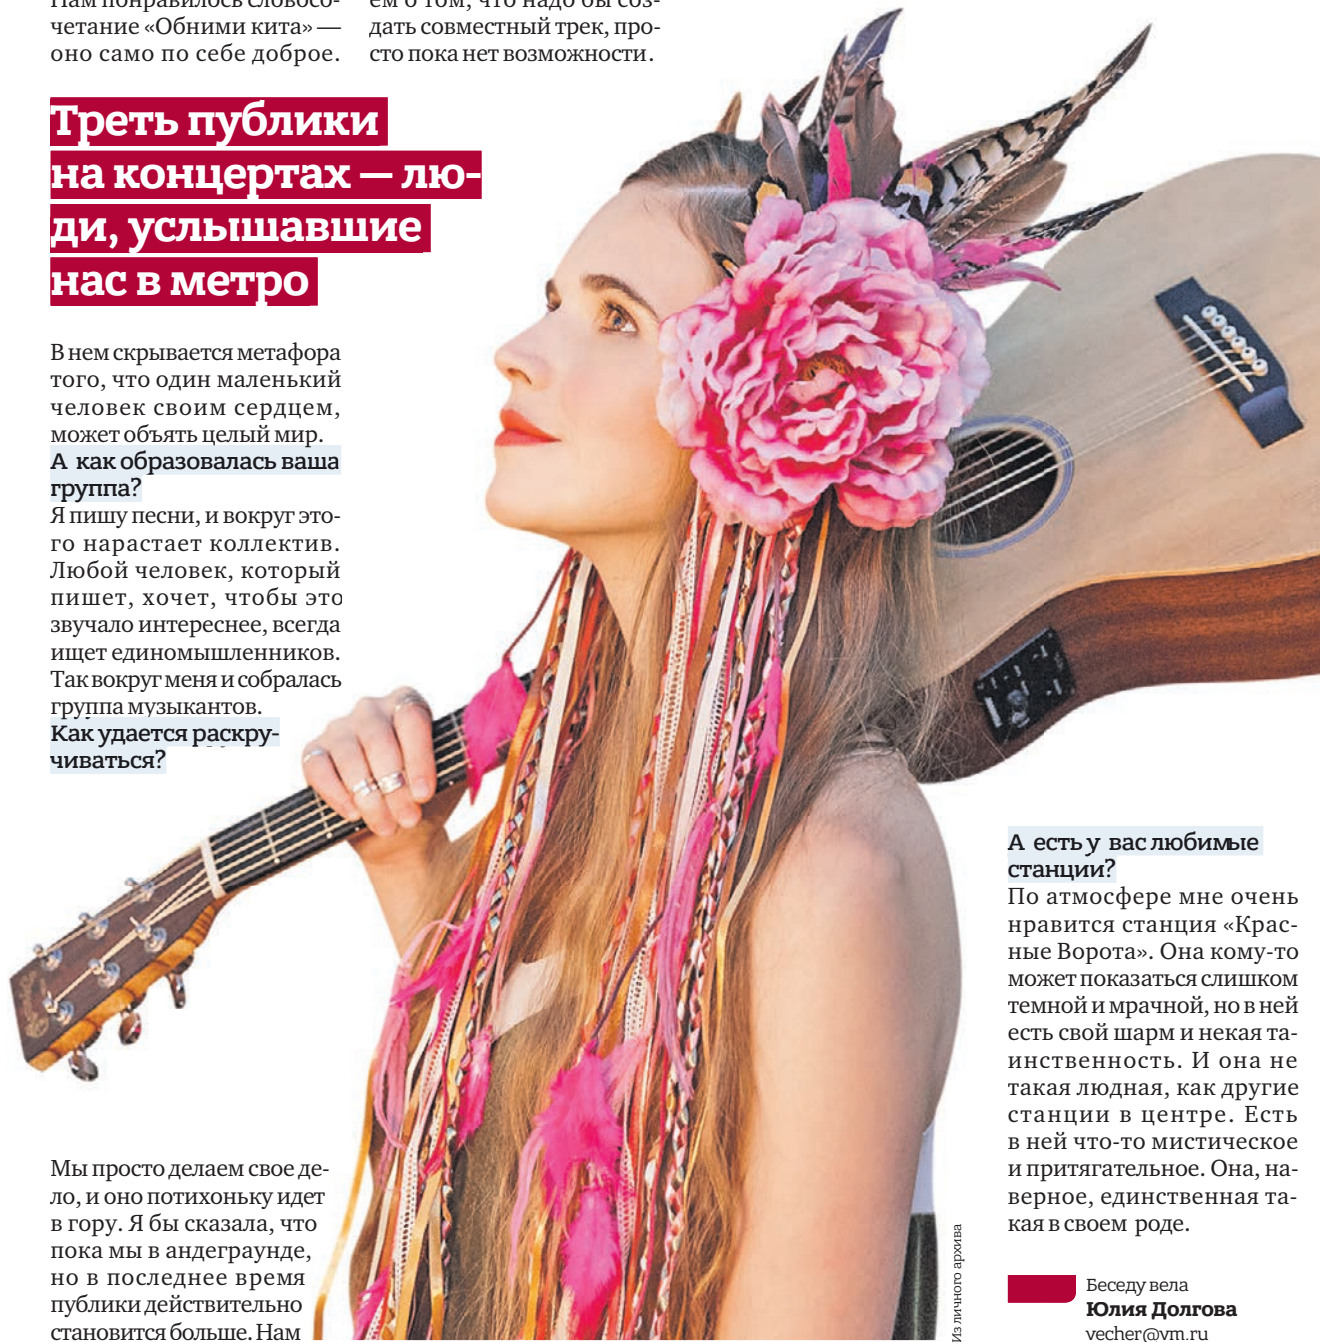 Нам понравилось словосо-
четание «Обними кита» —
оно само по себе доброе.
ем о том, что надо бы соз-
дать совместный трек, про-
сто пока нет возможности.
Треть публики
на концертах — лю-
ди, услышавшие
нас в метро
В нем скрывается метафора
того, что один маленький
человек своим сердцем,
может объять целый мир.
А как образовалась ваша
группа?
Я пишу песни, и вокруг это-
го нарастает коллектив.
Любой человек, который
пишет, хочет, чтобы это
звучало интереснее, всегда
ищет единомышленников.
Так вокруг меня и собралась
группа музыкантов.
Как удается раскру-
чиваться?
Мы просто делаем свое де-
ло, и оно потихоньку идет
в гору. Я бы сказала, что
пока мы в андеграунде,
но в последнее время
публики действительно
становится больше. Нам
А есть у вас любимые
станции?
По атмосфере мне очень
нравится станция «Крас-
ные Ворота». Она кому-то
может показаться слишком
темной и мрачной, но в ней
есть свой шарм и некая та-
инственность. И она не
такая людная, как другие
станции в центре. Есть
в ней что-то мистическое
и притягательное. Она, на-
верное, единственная та-
кая в своем роде.
Из личного архива
Беседу вела
Юлия Долгова
vecher@vm.ru